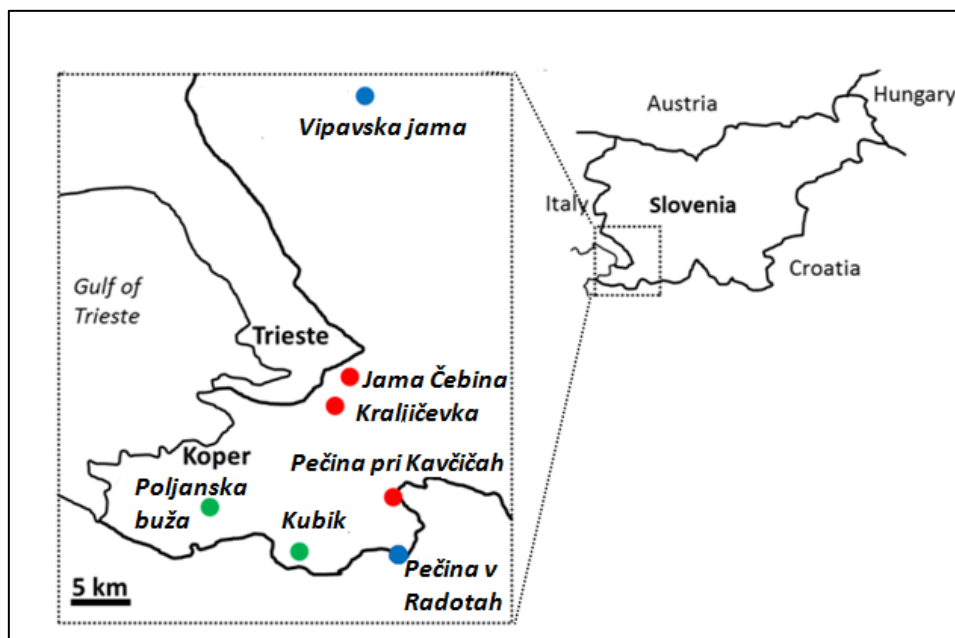 Vipavska jama
Gulf of
Trieste
Trieste
Jama Čebina
Kraljičevka
Koper
Pečina pri Kavčičah
Poljanska
buža
Kubik
Pečina v
Radotah
5 km
Austria
Hungary
Italy
Slovenia
Croatia